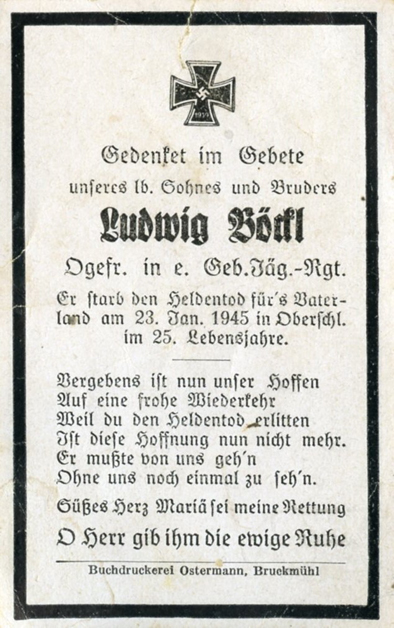 1939
Gedenket im Gebete
unseres lb. Sohnes und Bruders
Ludwig Böckl
Ogefr. in e. Geb.Jäg.-Rgt.
Er starb den Heldentod für's Vater-
land am 23. Jan. 1945 in Oberschl.
im 25. Lebensjahre.
Vergebens ist nun unser Hoffen
Auf eine frohe Wiederkehr
Weil du den Heldentod erlitten
Ist diese Hoffnung nun nicht mehr.
Er mußte von uns geh'n
Ohne uns noch einmal zu seh'n.
Süßes Herz Mariä sei meine Rettung
O Herr gib ihm die ewige Ruhe
Buchdruckerei Ostermann, Bruckmühl